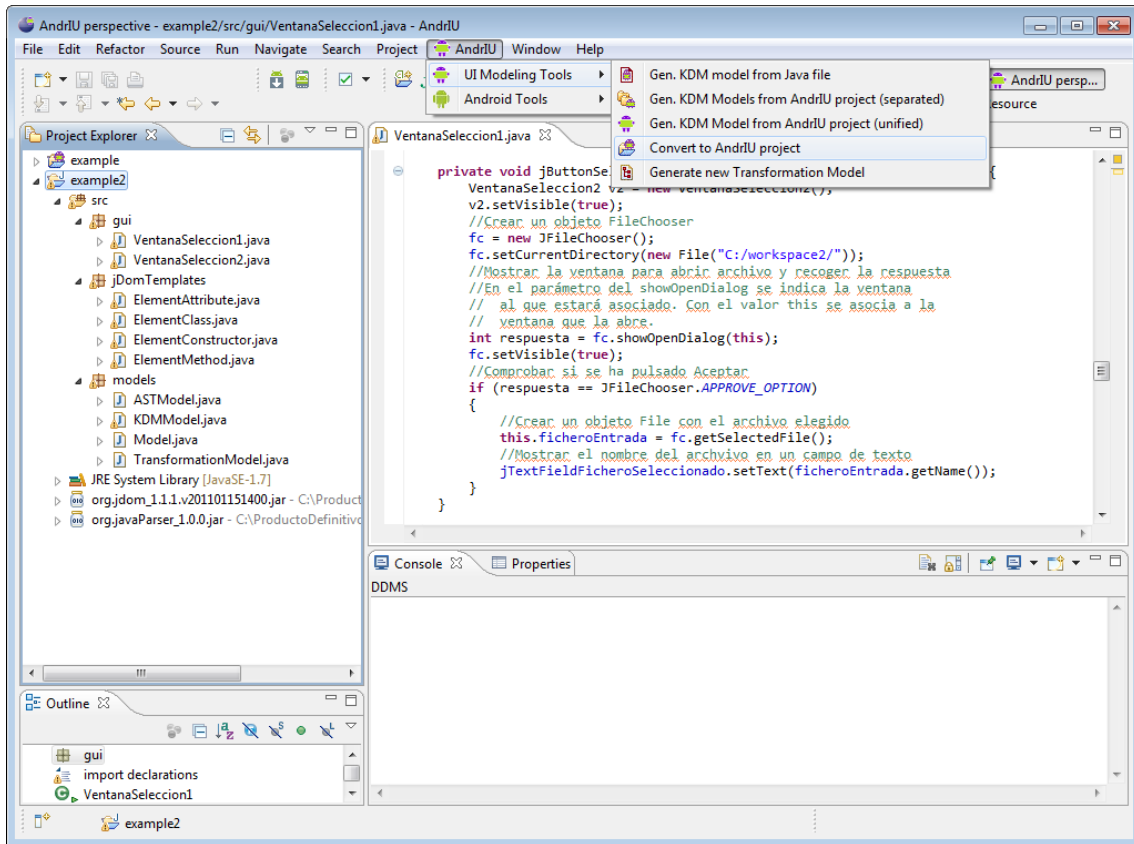 AndrIU perspective - example2/src/gui/VentanaSeleccion1.java - AndrIU
File Edit Refactor Source Run Navigate Search Project AndrIU Window Help
UI Modeling Tools
Android Tools
Gen. KDM model from Java file
Gen. KDM Models from AndrIU project (separated)
Gen. KDM Model from AndrIU project (unified)
Convert to AndrIU project
Generate new Transformation Model
AndrIU persp...
esource
Project Explorer
example
example2
src
gui
VentanaSeleccion1.java
VentanaSeleccion2.java
jDomTemplates
ElementAttribute.java
ElementClass.java
ElementConstructor.java
ElementMethod.java
models
ASTModel.java
KDMModel.java
Model.java
TransformationModel.java
JRE System Library [JavaSE-1.7]
org.jdom_1.1.1.v201101151400.jar - C:\Product
org.javaParser_1.0.0.jar - C:\ProductoDefinitivo
VentanaSeleccion1.java
private void jButtonSe {
VentanaSeleccion2 v2 = new VentanaSeleccion2();
v2.setVisible(true);
//Crear un objeto FileChooser
fc = new JFileChooser();
fc.setCurrentDirectory(new File("C:/workspace2/"));
//Mostrar la ventana para abrir archivo y recoger la respuesta
//En el parámetro del showOpenDialog se indica la ventana
// al que estará asociado. Con el valor this se asocia a la
// ventana que la abre.
int respuesta = fc.showOpenDialog(this);
fc.setVisible(true);
//Comprobar si se ha pulsado Aceptar
if (respuesta == JFileChooser.APPROVE_OPTION)
{
//Crear un objeto File con el archivo elegido
this.ficheroEntrada = fc.getSelectedFile();
//Mostrar el nombre del archvivo en un campo de texto
jTextFieldFicheroSeleccionado.setText(ficheroEntrada.getName());
}
}
Console Properties
DDMS
Outline
gui
import declarations
VentanaSeleccion1
example2